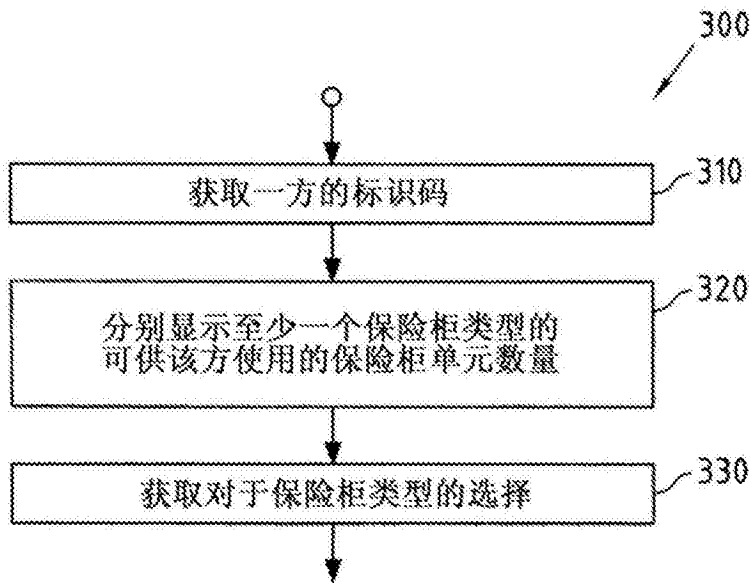 300
获取一方的标识码
310
分别显示至少一个保险柜类型的
可供该方使用的保险柜单元数量
320
获取对于保险柜类型的选择
330